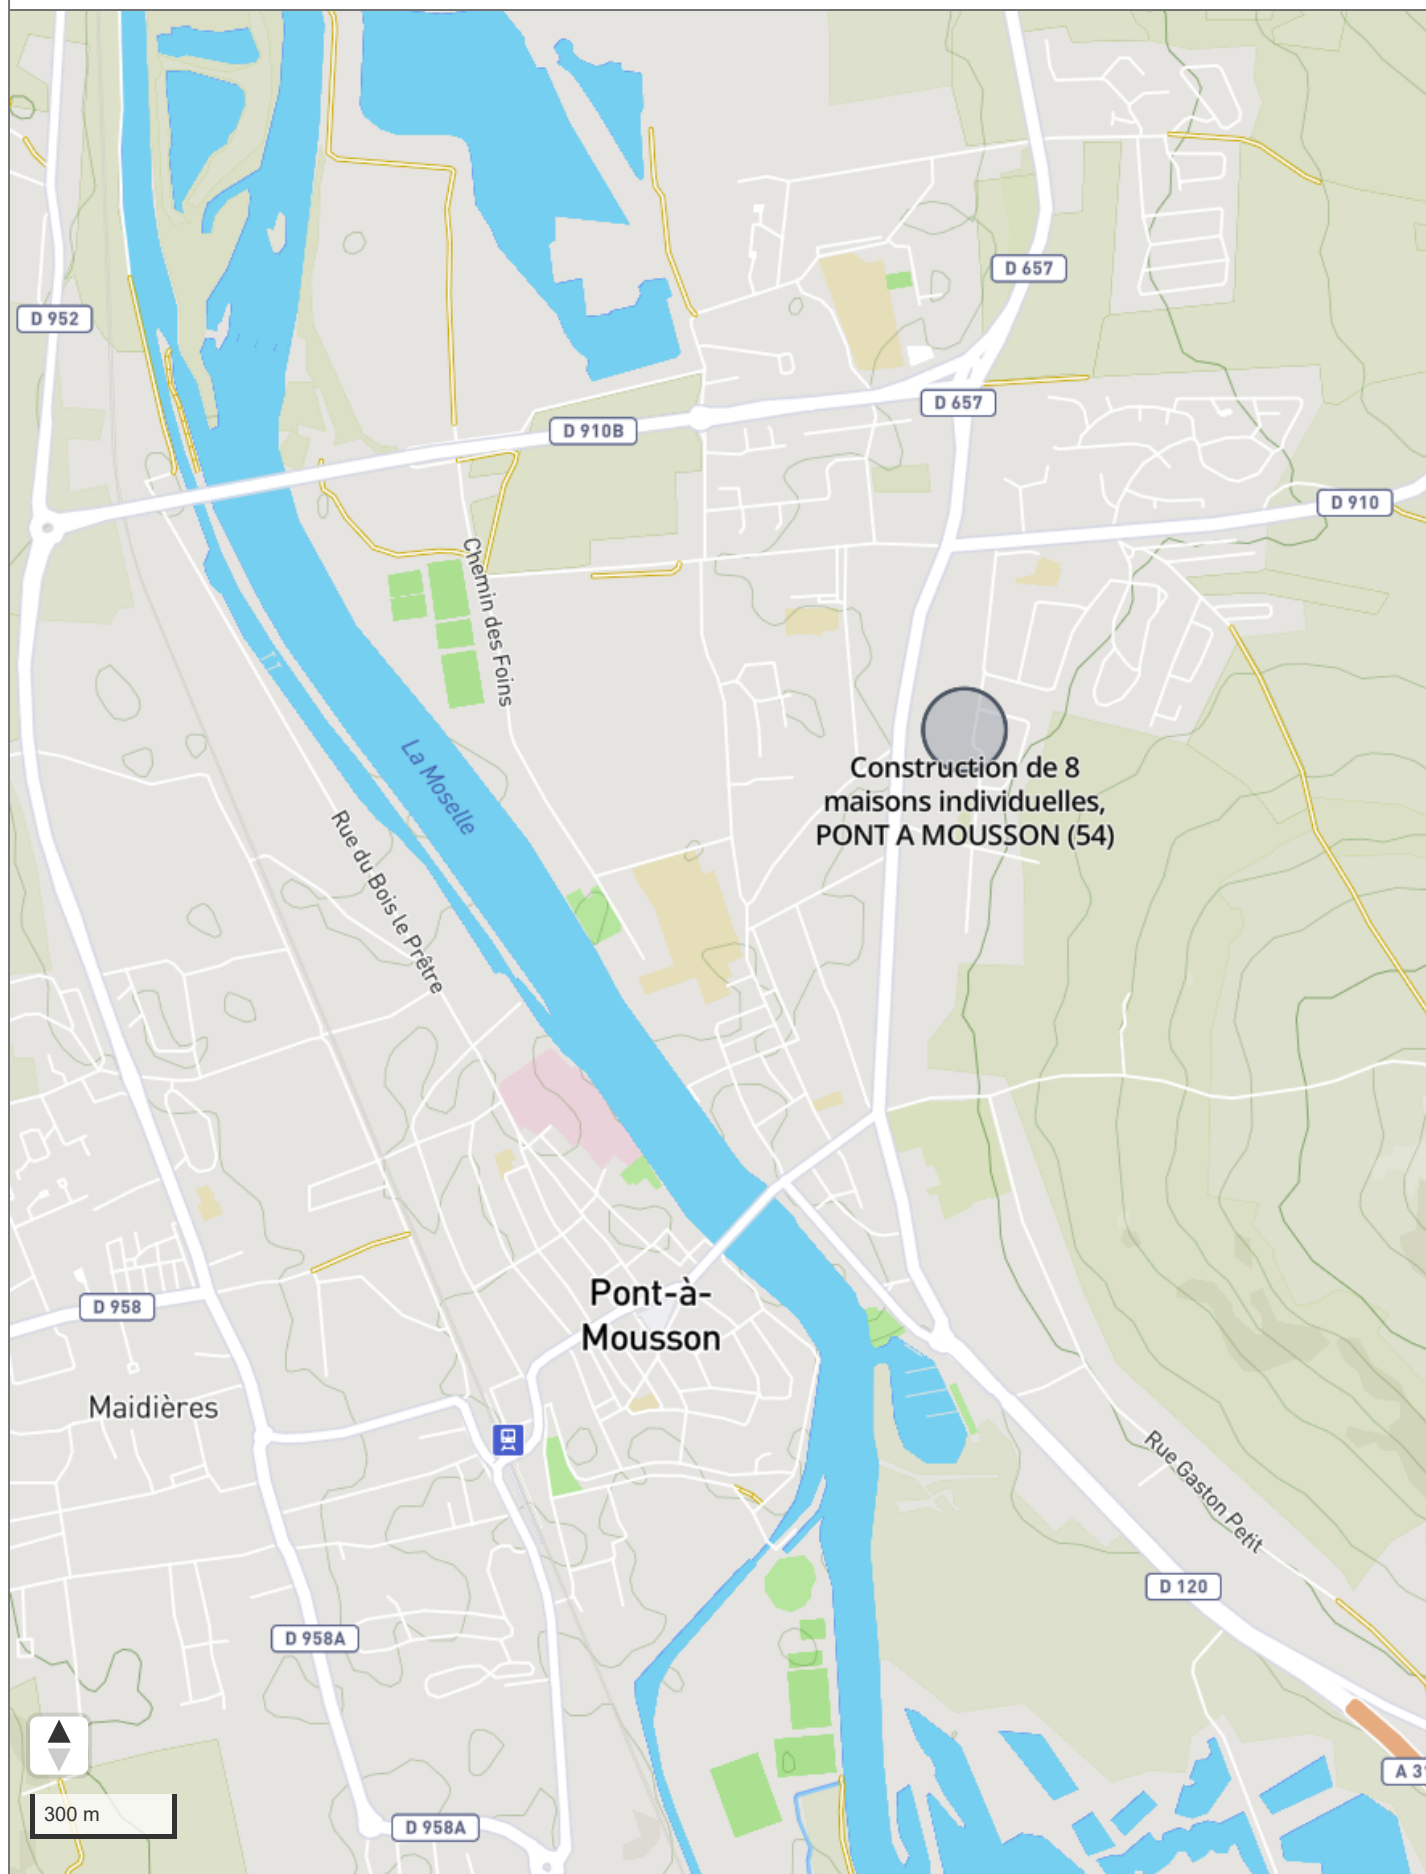 D 657
D 952
D 657
D 910B
D 910
Chemin des Foins
La Moselle
Construction de 8
maisons individuelles,
PONT A MOUSSON (54)
Rue du Bois le Prêtre
Pont-à-
Mousson
D 958
Maidières
Rue Gaston Petit
D 120
D 958A
A 31
300 m
D 958A